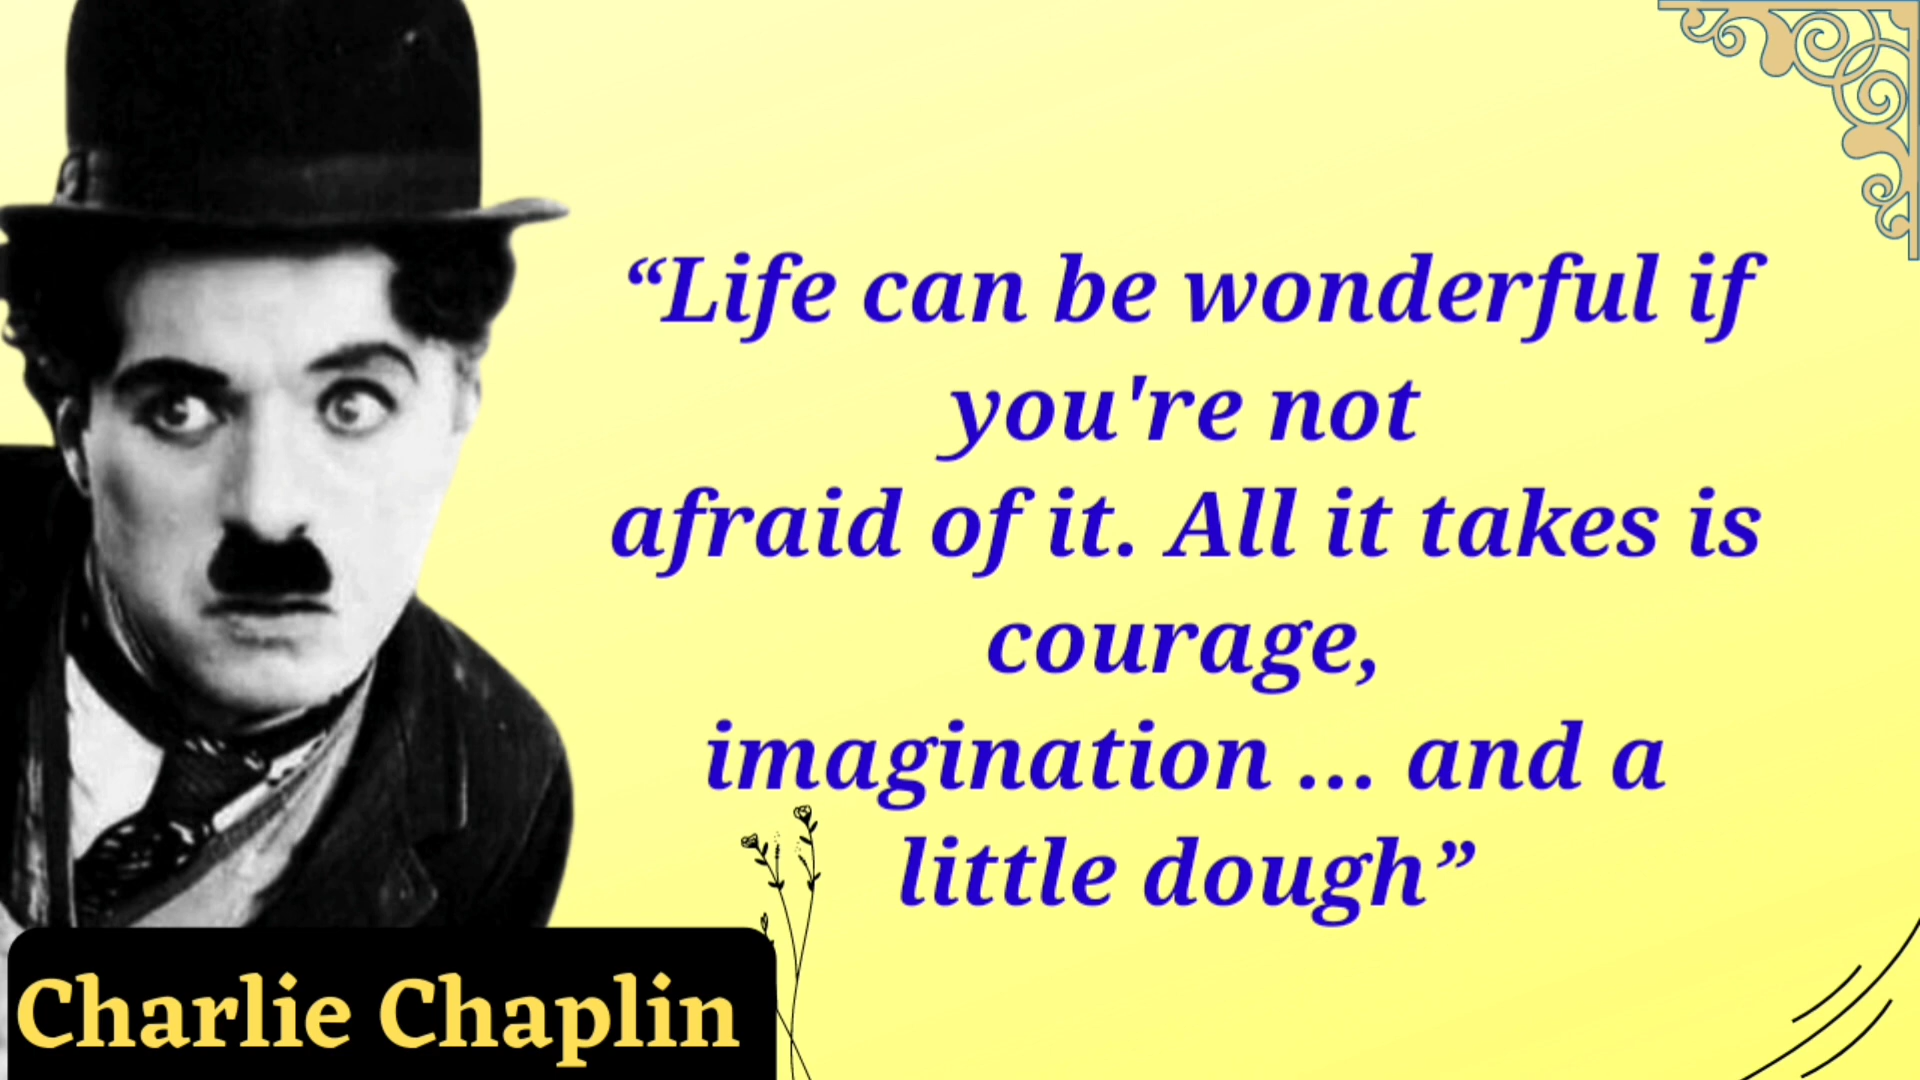 “Life can be wonderful if
you're not
afraid of it. All it takes is
courage,
imagination ... and a
little dough”
Charlie Chaplin